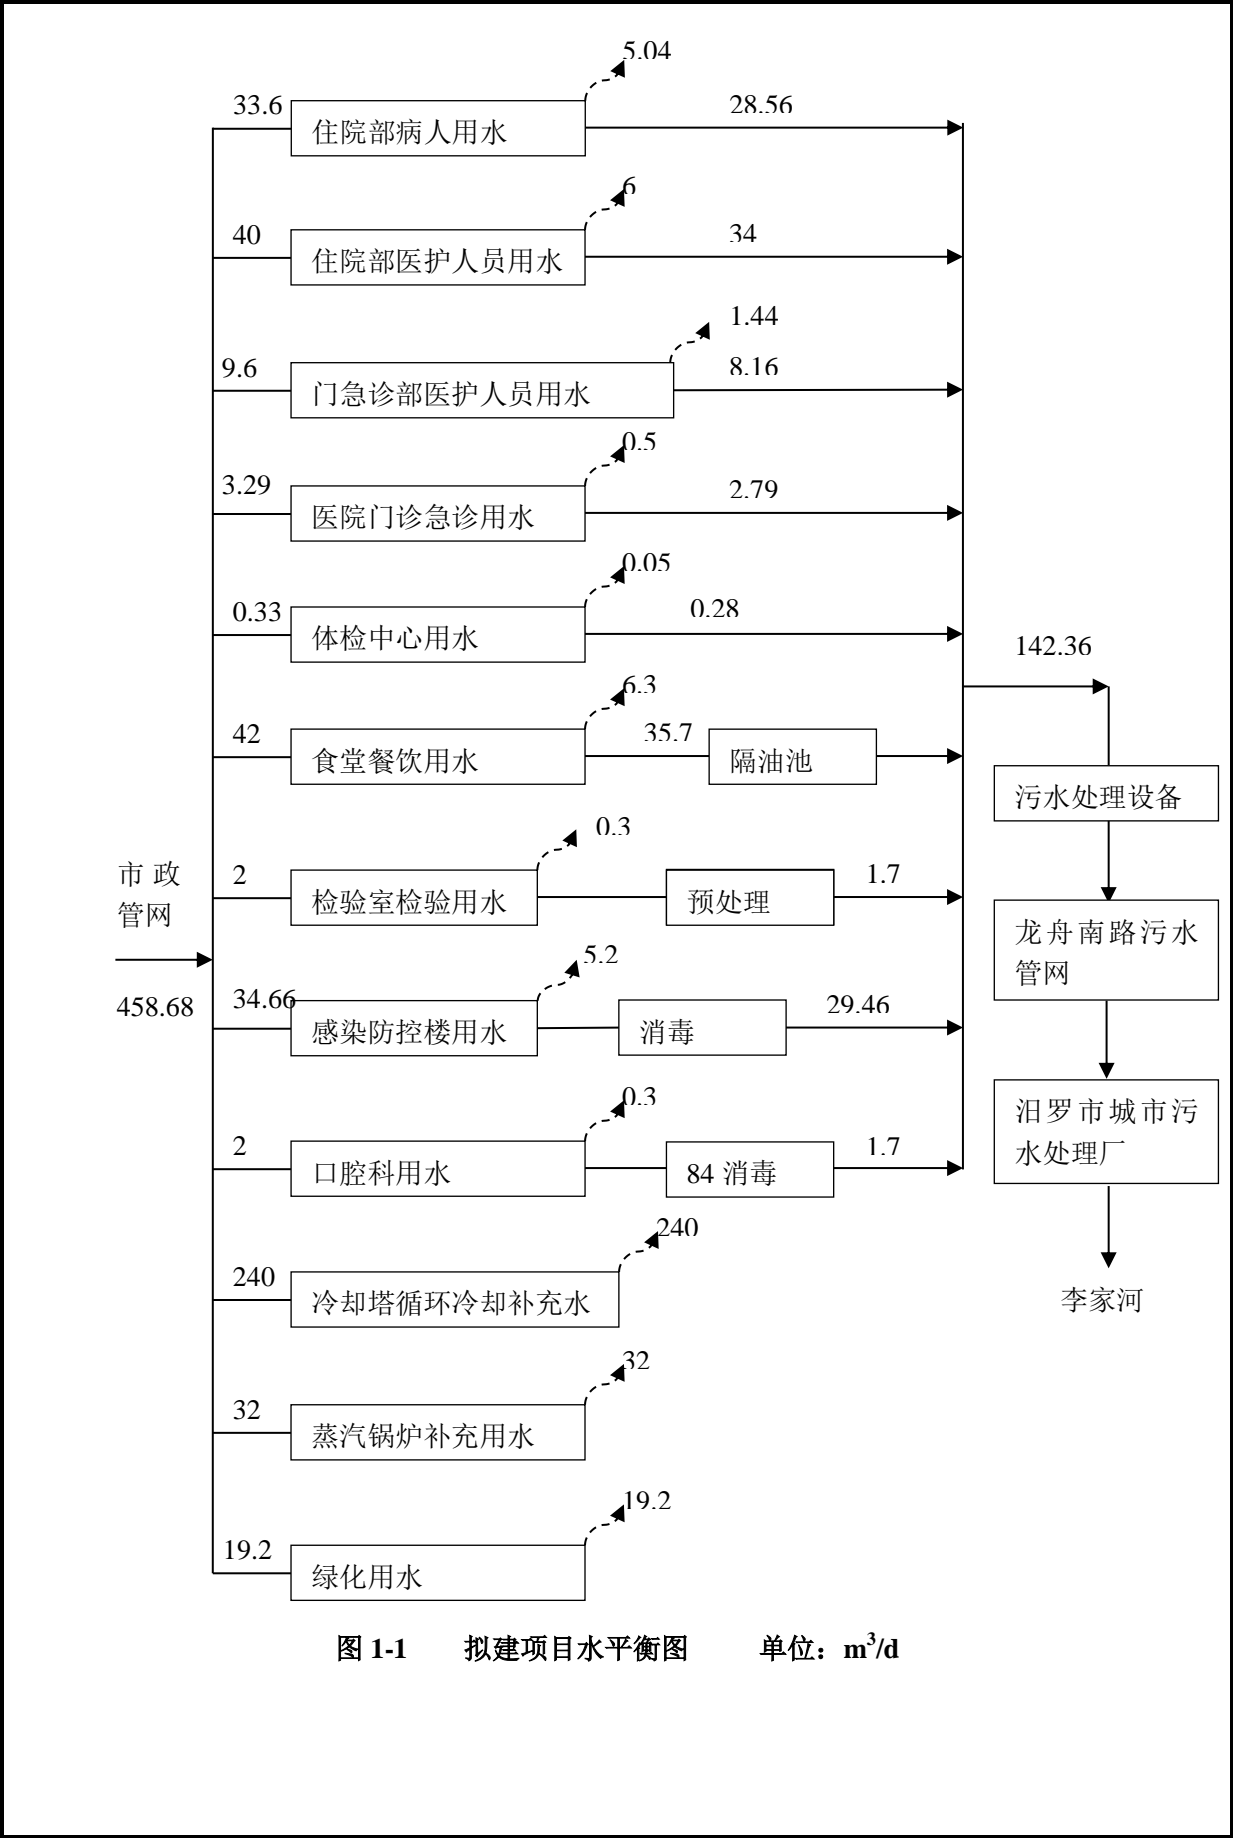 5.04
33.6
28.56
住院部病人用水
6
40
34
住院部医护人员用水
1.44
9.6
8.16
门急诊部医护人员用水
0.5
3.29
2.79
医院门诊急诊用水
0.05
0.33
0.28
体检中心用水
142.36
6.3
42
35.7
食堂餐饮用水
隔油池
污水处理设备
0.3
市政
管网
2
1.7
检验室检验用水
预处理
龙舟南路污水
管网
5.2
458.68
34.66
29.46
感染防控楼用水
消毒
0.3
汨罗市城市污
水处理厂
2
1.7
口腔科用水
84消毒
240
240
冷却塔循环冷却补充水
李家河
32
32
蒸汽锅炉补充用水
19.2
19.2
绿化用水
图 1-1 拟建项目水平衡图 单位：m³/d